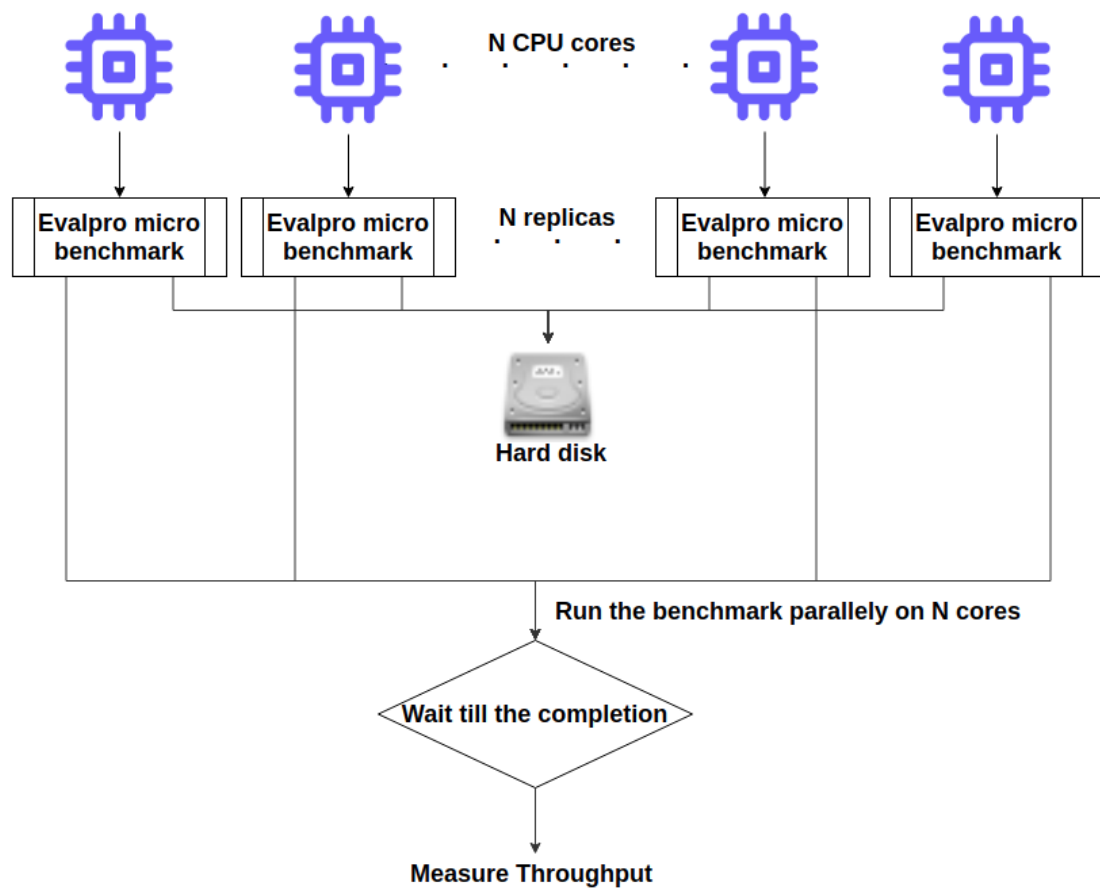 N CPU cores
Evalpro micro
benchmark
Evalpro micro
benchmark
N replicas
Evalpro micro
benchmark
Evalpro micro
benchmark
Hard disk
Run the benchmark parallely on N cores
Wait till the completion
Measure Throughput